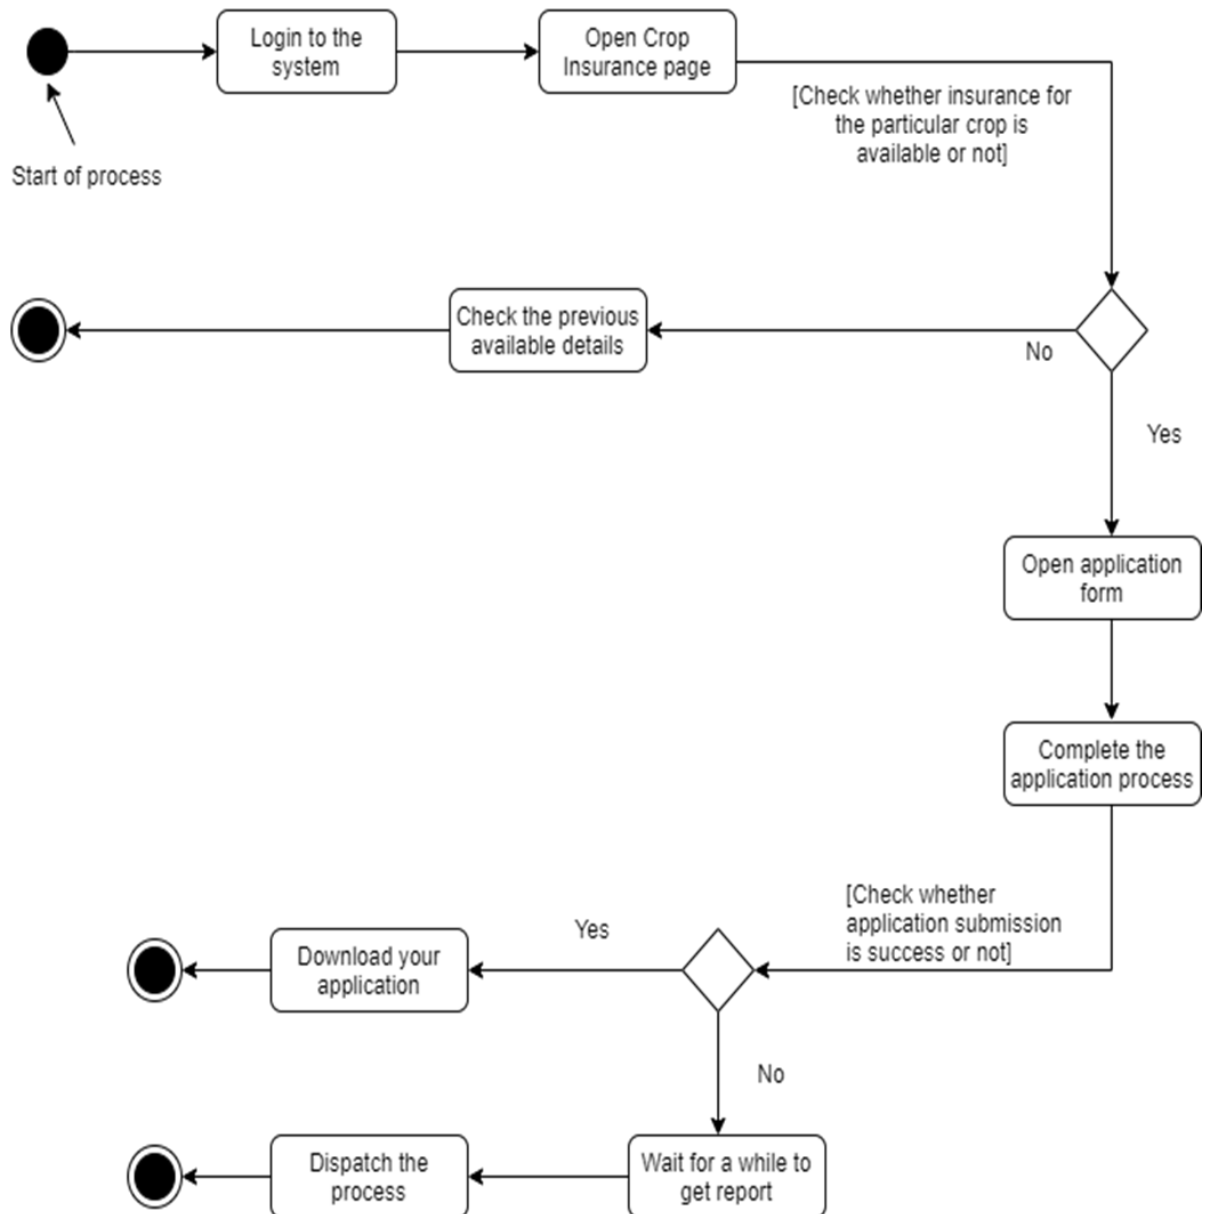 Login to the
system
Open Crop
Insurance page
[Check whether insurance for
the particular crop is
available or not]
Start of process
Check the previous
available details
No
Yes
Open application
form
Complete the
application process
[Check whether
application submission
is success or not]
Yes
Download your
application
No
Dispatch the
process
Wait for a while to
get report